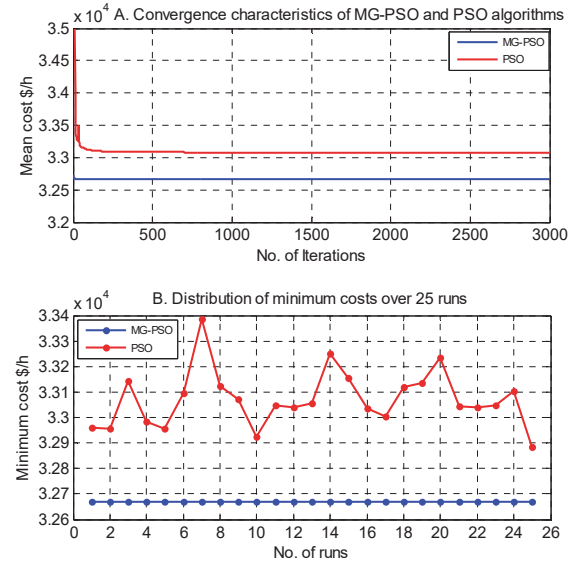 x 10⁴
A. Convergence characteristics of MG-PSO and PSO algorithms
3.5
3.45
3.4
3.35
3.3
3.25
3.2
Mean cost $/h
MG-PSO
PSO
0 500 1000 1500 2000 2500 3000
No. of Iterations
x 10⁴
B. Distribution of minimum costs over 25 runs
3.34
3.33
3.32
3.31
3.3
3.29
3.28
3.27
3.26
Minimum cost $/h
MG-PSO
PSO
0 2 4 6 8 10 12 14 16 18 20 22 24 26
No. of runs